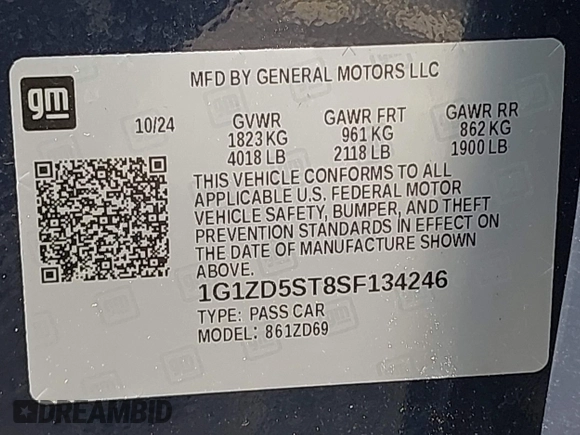 MFD BY GENERAL MOTORS LLC
gm
10/24 GVWR GAWR FRT GAWR RR
1823 KG 961 KG 862 KG
4018 LB 2118 LB 1900 LB
THIS VEHICLE CONFORMS TO ALL
APPLICABLE U.S. FEDERAL MOTOR
VEHICLE SAFETY, BUMPER, AND THEFT
PREVENTION STANDARDS IN EFFECT ON
THE DATE OF MANUFACTURE SHOWN
ABOVE.
1G1ZD5ST8SF134246
TYPE: PASS CAR
MODEL: 861ZD69
DREAMBID